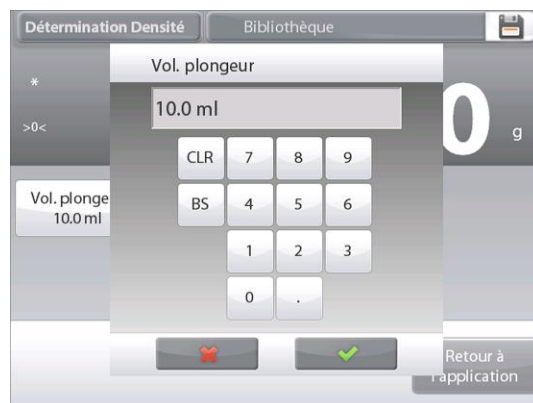 Détermination Densité Bibliothèque
Vol. plongeur
*
10.0 ml
0 g
>0<
CLR 7 8 9
Vol. plonge
10.0 ml
BS 4 5 6
1 2 3
0 .
Retour à
l'application